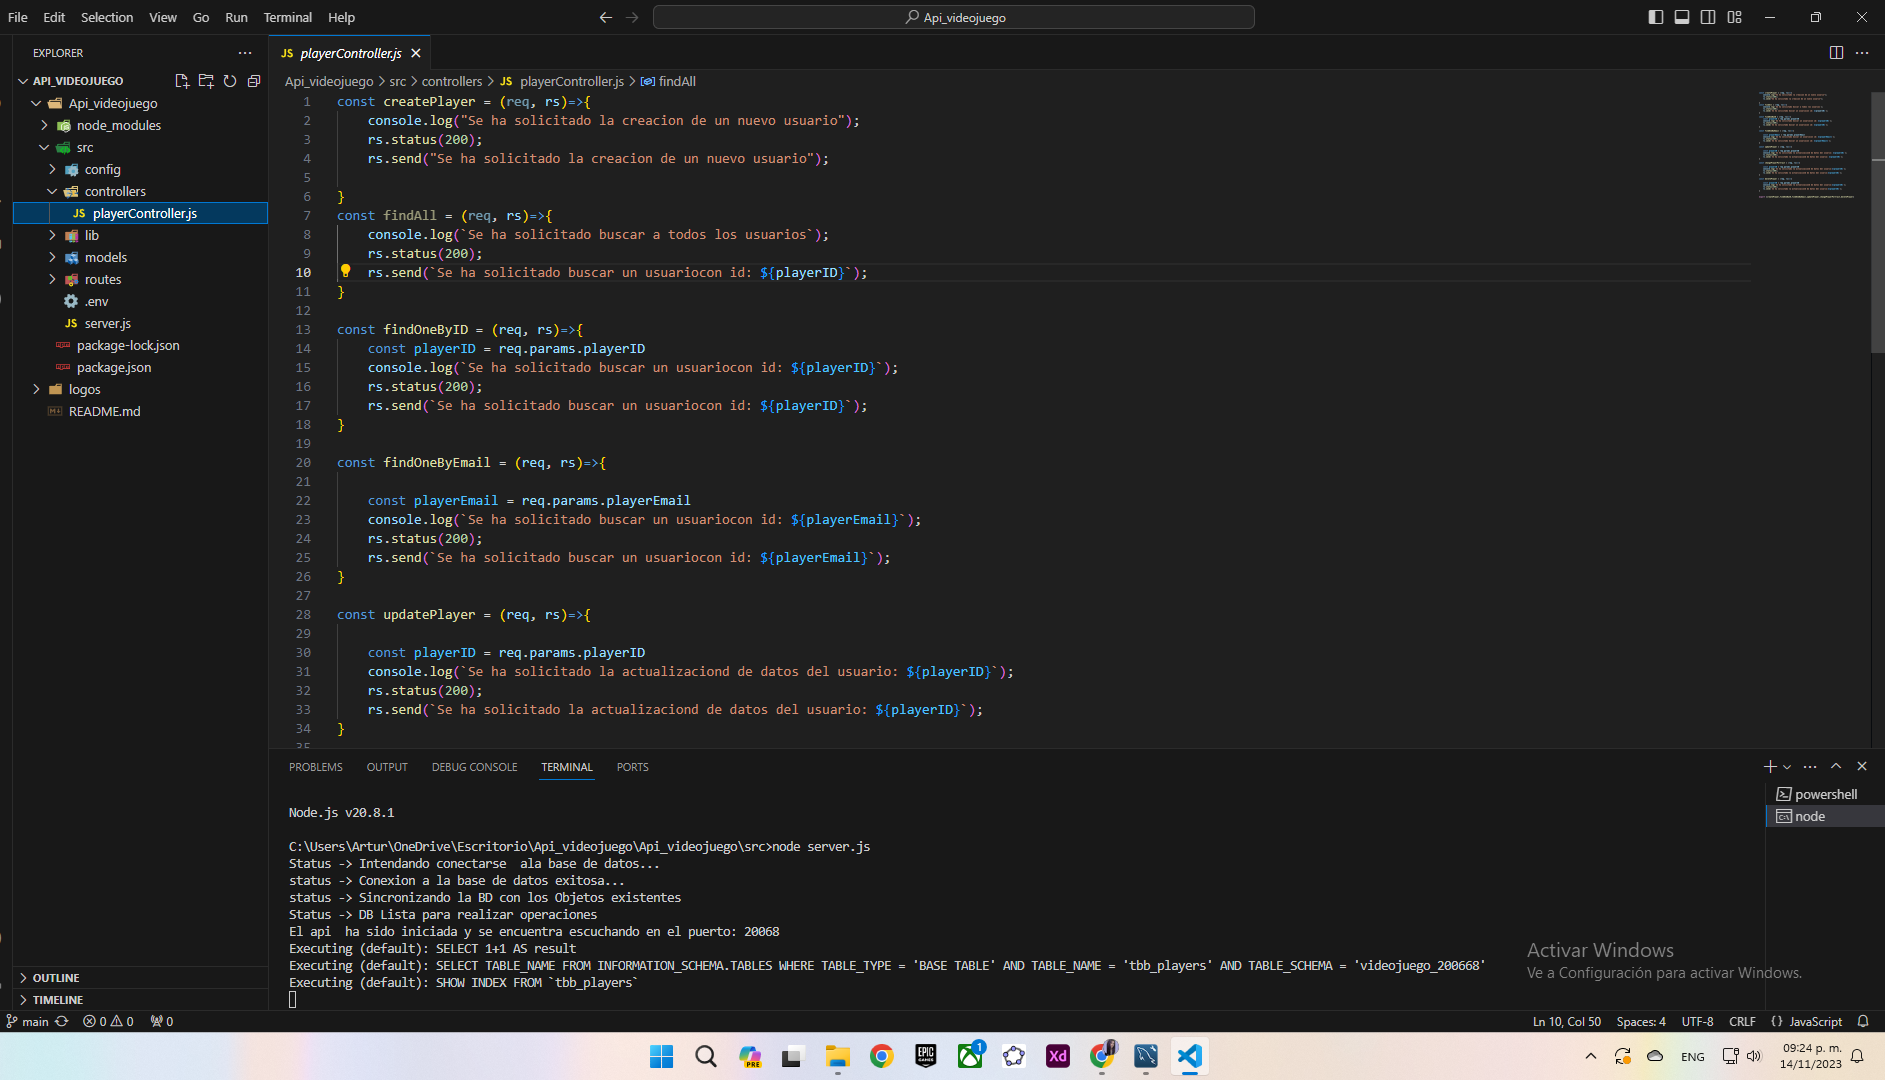 File Edit Selection View Go Run Terminal Help
Api_videojuego
EXPLORER
JS playerController.js
API_VIDEOJUEGO
Api_videojuego > src > controllers > JS playerController.js > findAll
Api_videojuego
node_modules
src
config
controllers
JS playerController.js
lib
models
routes
.env
JS server.js
package-lock.json
package.json
logos
README.md
OUTLINE
TIMELINE
1 const createPlayer = (req, rs)=>{
2 console.log("Se ha solicitado la creacion de un nuevo usuario");
3 rs.status(200);
4 rs.send("Se ha solicitado la creacion de un nuevo usuario");
5
6 }
7 const findAll = (req, rs)=>{
8 console.log(`Se ha solicitado buscar a todos los usuarios`);
9 rs.status(200);
10 rs.send(`Se ha solicitado buscar un usuariocon id: ${playerID}`);
11 }
12
13 const findOneByID = (req, rs)=>{
14 const playerID = req.params.playerID
15 console.log(`Se ha solicitado buscar un usuariocon id: ${playerID}`);
16 rs.status(200);
17 rs.send(`Se ha solicitado buscar un usuariocon id: ${playerID}`);
18 }
19
20 const findOneByEmail = (req, rs)=>{
21
22 const playerEmail = req.params.playerEmail
23 console.log(`Se ha solicitado buscar un usuariocon id: ${playerEmail}`);
24 rs.status(200);
25 rs.send(`Se ha solicitado buscar un usuariocon id: ${playerEmail}`);
26 }
27
28 const updatePlayer = (req, rs)=>{
29
30 const playerID = req.params.playerID
31 console.log(`Se ha solicitado la actualizaciond de datos del usuario: ${playerID}`);
32 rs.status(200);
33 rs.send(`Se ha solicitado la actualizaciond de datos del usuario: ${playerID}`);
34 }
35
PROBLEMS OUTPUT DEBUG CONSOLE TERMINAL PORTS
powershell
node
Node.js v20.8.1
C:\Users\Artur\OneDrive\Escritorio\Api_videojuego\Api_videojuego\src>node server.js
Status -> Intendando conectarse  ala base de datos...
status -> Conexion a la base de datos exitosa...
status -> Sincronizando la BD con los Objetos existentes
Status -> DB Lista para realizar operaciones
El api  ha sido iniciada y se encuentra escuchando en el puerto: 20068
Executing (default): SELECT 1+1 AS result
Executing (default): SELECT TABLE_NAME FROM INFORMATION_SCHEMA.TABLES WHERE TABLE_TYPE = 'BASE TABLE' AND TABLE_NAME = 'tbb_players' AND TABLE_SCHEMA = 'videojuego_200668'
Executing (default): SHOW INDEX FROM `tbb_players`
Activar Windows
Ve a Configuración para activar Windows.
main 0 0 0
Ln 10, Col 50 Spaces: 4 UTF-8 CRLF {} JavaScript
PRE
EPIC GAMES
1
Xd
ENG
09:24 p. m.
14/11/2023